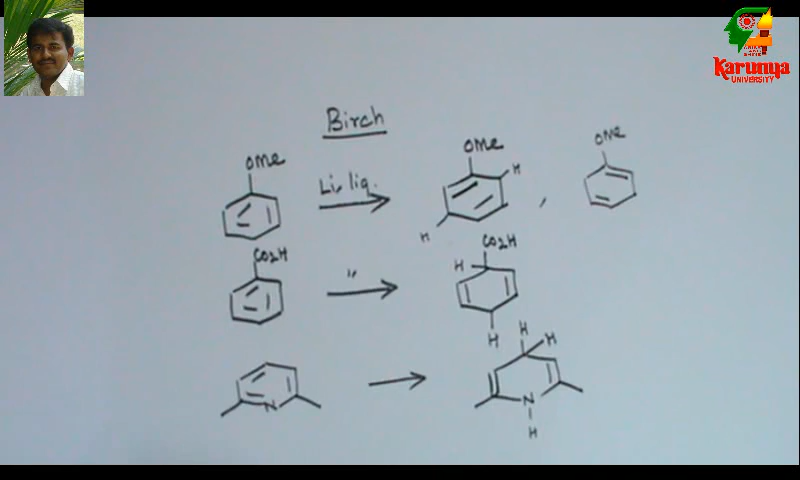 Karunya
UNIVERSITY
Birch
OMe
Li, liq.
OMe
H
H
,
OMe
CO2H
"
CO2H
H
H
N
H
H
N
H